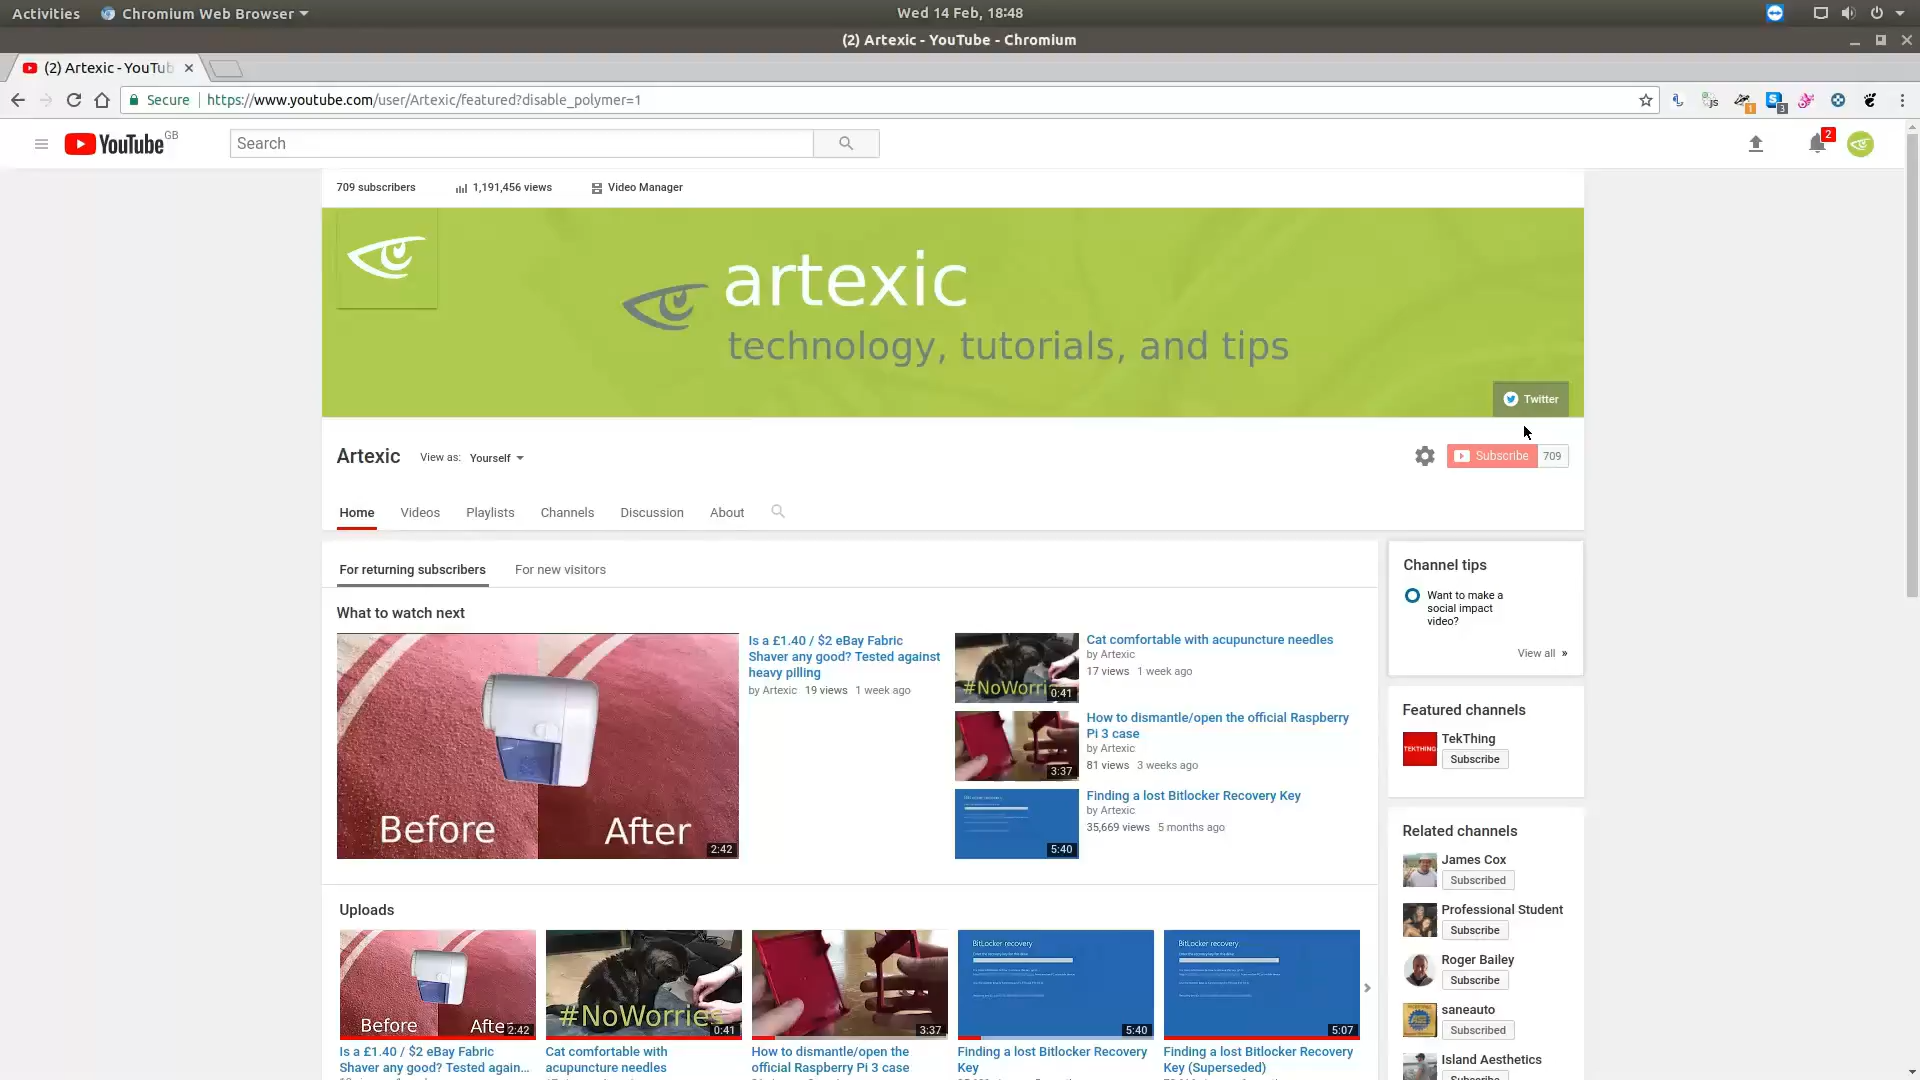 Activities Chromium Web Browser Wed 14 Feb, 18:48
(2) Artexic - YouTube - Chromium
(2) Artexic - YouTub
Secure https://www.youtube.com/user/Artexic/featured?disable_polymer=1 js 1 3
YouTube GB Search 2
709 subscribers 1,191,456 views Video Manager
artexic
technology, tutorials, and tips
Twitter
Artexic View as: Yourself Subscribe 709
Home Videos Playlists Channels Discussion About
For returning subscribers For new visitors
What to watch next
Before After 2:42
Is a £1.40 / $2 eBay Fabric
Shaver any good? Tested against
heavy pilling
by Artexic 19 views 1 week ago
#NoWorri 0:41
Cat comfortable with acupuncture needles
by Artexic
17 views 1 week ago
3:37
How to dismantle/open the official Raspberry
Pi 3 case
by Artexic
81 views 3 weeks ago
5:40
Finding a lost Bitlocker Recovery Key
by Artexic
35,669 views 5 months ago
Uploads
Before After 2:42
Is a £1.40 / $2 eBay Fabric
Shaver any good? Tested again...
#NoWorries 0:41
Cat comfortable with
acupuncture needles
3:37
How to dismantle/open the
official Raspberry Pi 3 case
BitLocker recovery
5:40
Finding a lost Bitlocker Recovery
Key
BitLocker recovery
5:07
Finding a lost Bitlocker Recovery
Key (Superseded)
Channel tips
Want to make a
social impact
video?
View all »
Featured channels
TEKTHING
TekThing
Subscribe
Related channels
James Cox
Subscribed
Professional Student
Subscribe
Roger Bailey
Subscribe
saneauto
Subscribed
Island Aesthetics
Subscribe